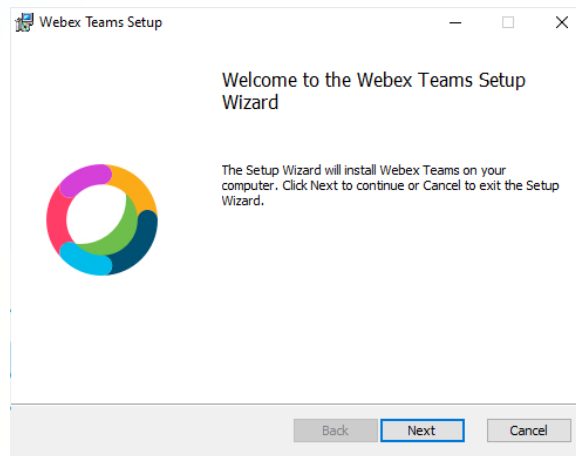 Webex Teams Setup
Welcome to the Webex Teams Setup
Wizard
The Setup Wizard will install Webex Teams on your
computer. Click Next to continue or Cancel to exit the Setup
Wizard.
Back Next Cancel